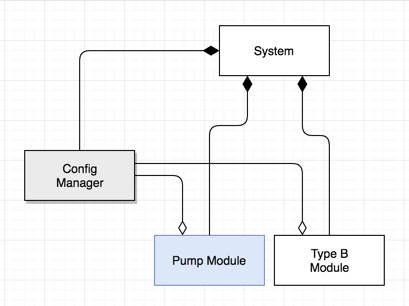 System
Config
Manager
Pump Module
Type B
Module